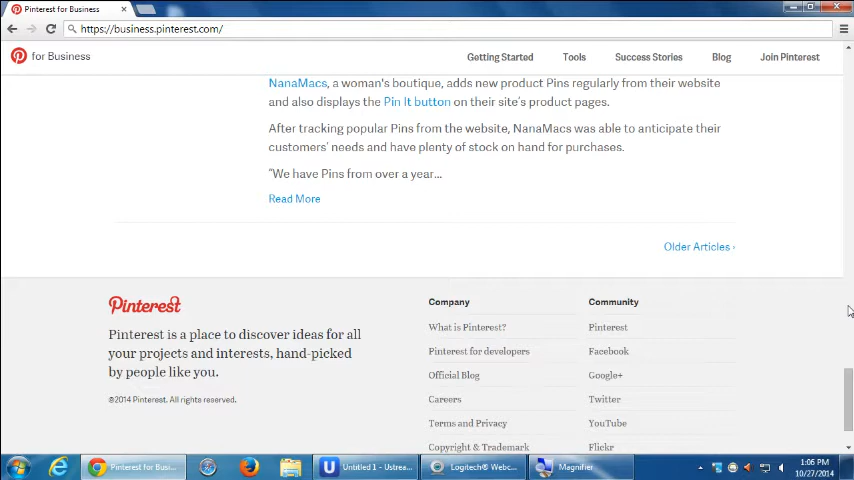 Pinterest for Business
https://business.pinterest.com/
for Business
Getting Started
Tools
Success Stories
Blog
Join Pinterest
NanaMacs, a woman's boutique, adds new product Pins regularly from their website
and also displays the Pin It button on their site's product pages.
After tracking popular Pins from the website, NanaMacs was able to anticipate their
customers' needs and have plenty of stock on hand for purchases.
"We have Pins from over a year...
Read More
Older Articles ›
Pinterest
Pinterest is a place to discover ideas for all
your projects and interests, hand-picked
by people like you.
©2014 Pinterest. All rights reserved.
Company
What is Pinterest?
Pinterest for developers
Official Blog
Careers
Terms and Privacy
Copyright & Trademark
Community
Pinterest
Facebook
Google+
Twitter
YouTube
Flickr
Pinterest for Busi...
Untitled 1 - Ustrea...
Logitech® Webc...
Magnifier
1:06 PM
10/27/2014